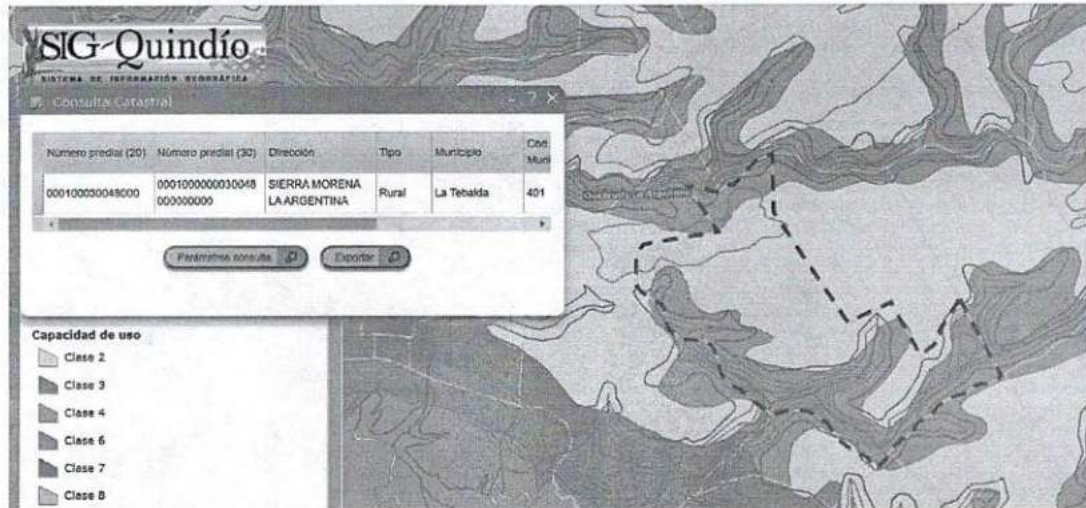 SIG-Quindío
SISTEMA DE INFORMACIÓN GEOGRÁFICA
Consulta Catastral
Número predial (20) Número predial (30) Dirección Tipo Municipio Cód. Muni
000100030048000 0001000000030048 SIERRA MORENA Rural La Tebaida 401
000000000 LA ARGENTINA
Parámetros consulta Exportar
Capacidad de uso
Clase 2
Clase 3
Clase 4
Clase 6
Clase 7
Clase 8